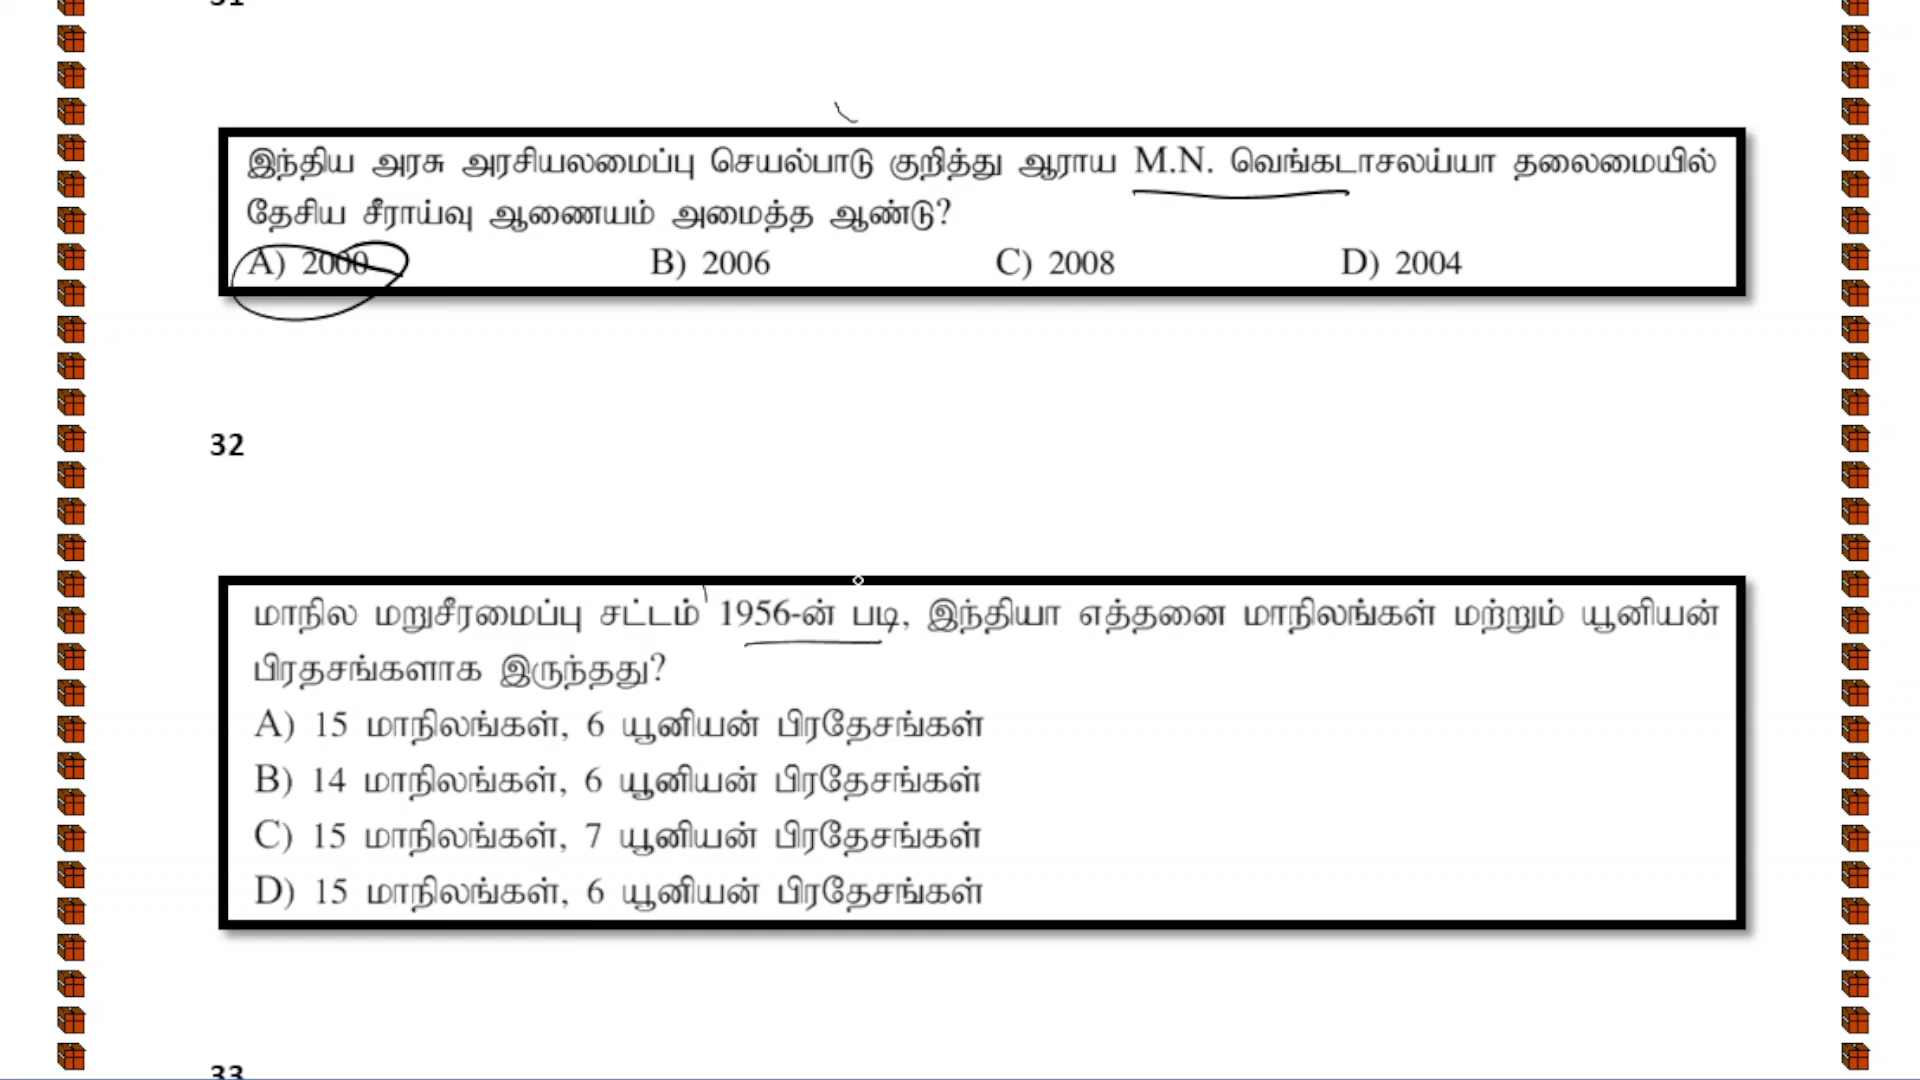 இந்திய அரசு அரசியலமைப்பு செயல்பாடு குறித்து ஆராய M.N. வெங்கடாசலய்யா தலைமையில்
தேசிய சீராய்வு ஆணையம் அமைத்த ஆண்டு?
A) 2000 B) 2006 C) 2008 D) 2004
32
மாநில மறுசீரமைப்பு சட்டம் 1956-ன் படி, இந்தியா எத்தனை மாநிலங்கள் மற்றும் யூனியன்
பிரதசங்களாக இருந்தது?
A) 15 மாநிலங்கள், 6 யூனியன் பிரதேசங்கள்
B) 14 மாநிலங்கள், 6 யூனியன் பிரதேசங்கள்
C) 15 மாநிலங்கள், 7 யூனியன் பிரதேசங்கள்
D) 15 மாநிலங்கள், 6 யூனியன் பிரதேசங்கள்
33